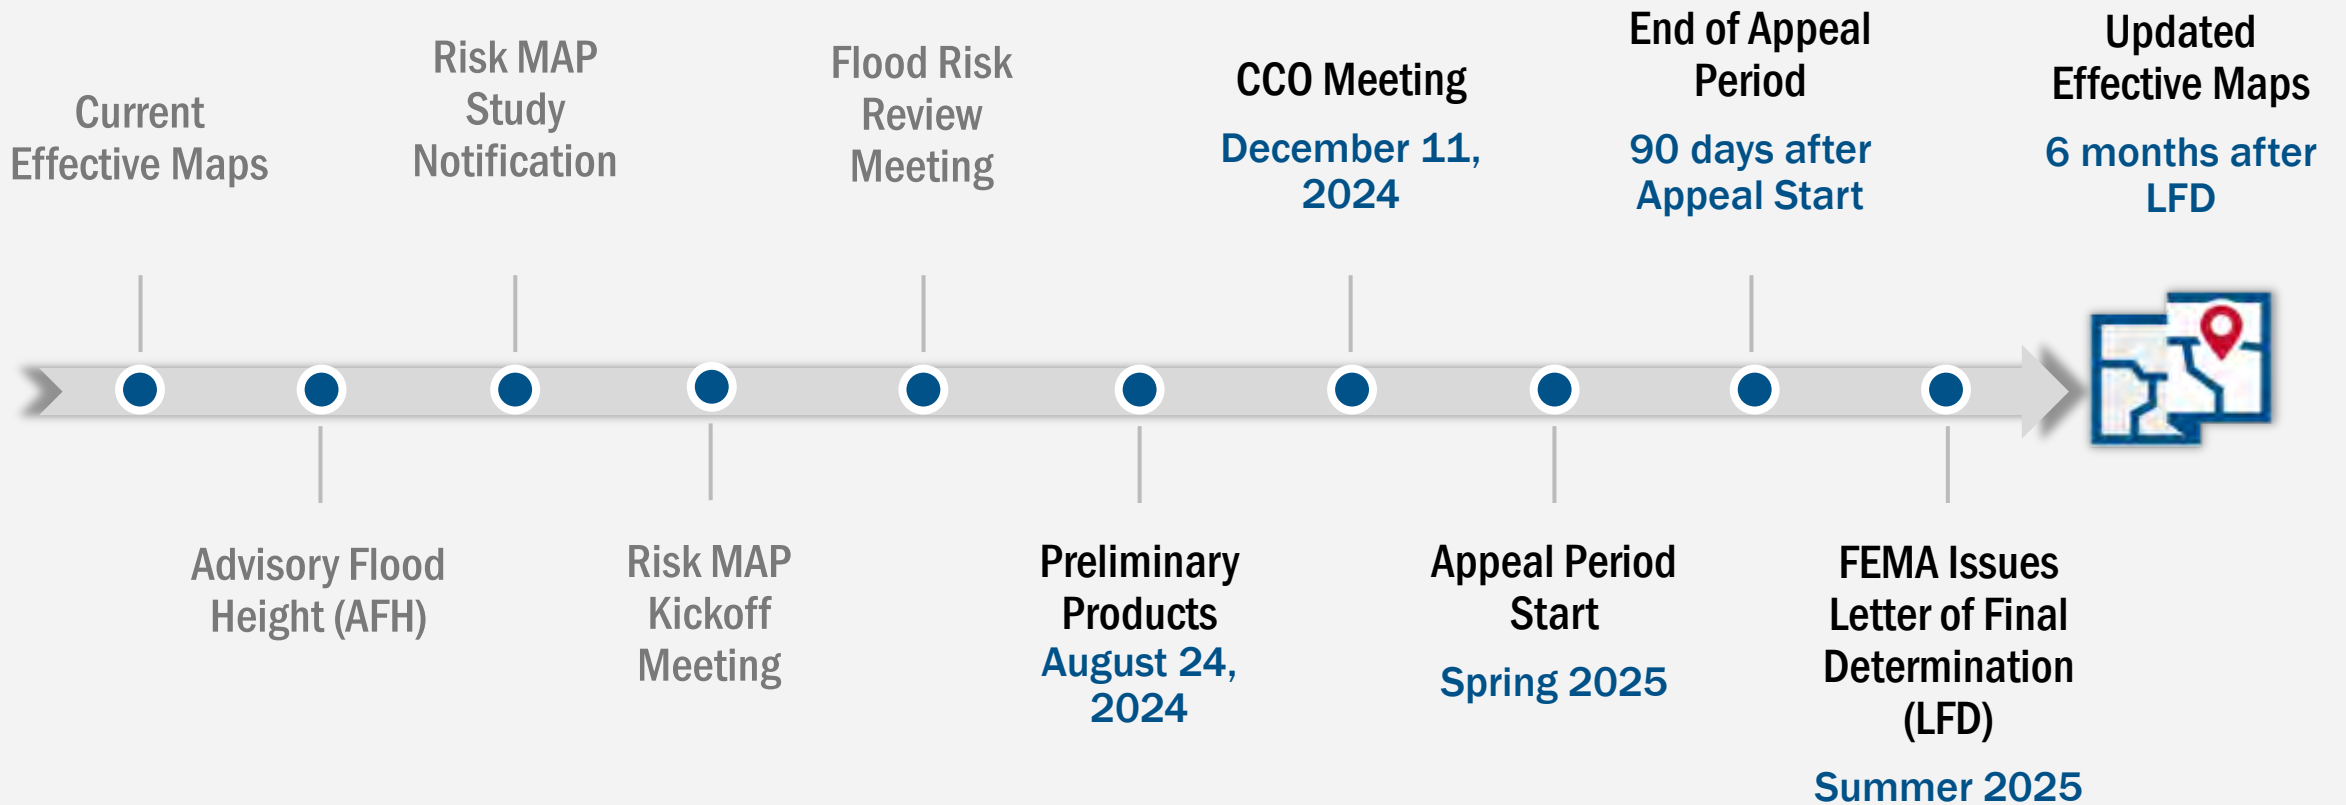 Current
Effective Maps
Advisory Flood
Height (AFH)
Risk MAP
Study
Notification
Risk MAP
Kickoff
Meeting
Flood Risk
Review
Meeting
Preliminary
Products
August 24,
2024
CCO Meeting
December 11,
2024
Appeal Period
Start
Spring 2025
End of Appeal
Period
90 days after
Appeal Start
FEMA Issues
Letter of Final
Determination
(LFD)
Summer 2025
Updated
Effective Maps
6 months after
LFD